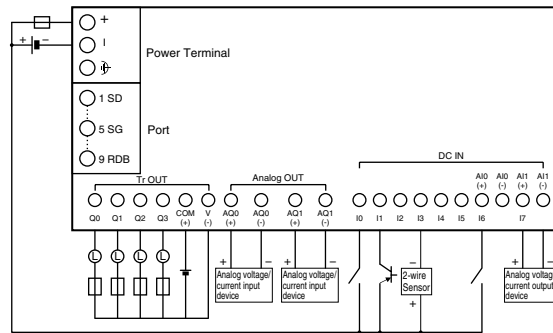 +
+ −
−
Power Terminal
1 SD
5 SG
9 RDB
Port
Tr OUT
Analog OUT
DC IN
AI0 AI0 AI1 AI1
(+) (-) (+) (-)
Q0 Q1 Q2 Q3 COM V AQ0 AQ0 AQ1 AQ1 I0 I1 I2 I3 I4 I5 I6 I7
(+) (-) (+) (-) (+) (-)
L L L L
+ − + − − + −
Analog voltage/
current input
device
Analog voltage/
current input
device
2-wire
Sensor
+
Analog voltage/
current output
device